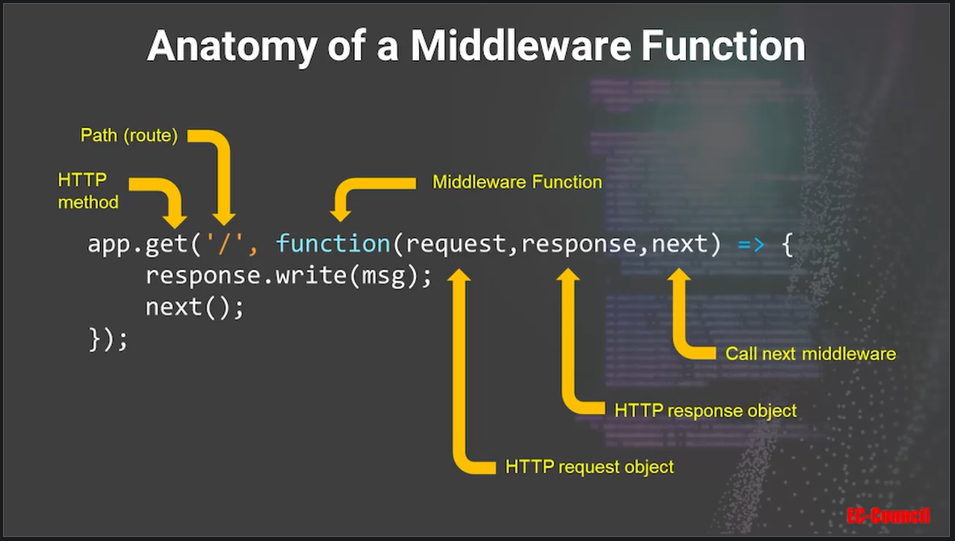 Anatomy of a Middleware Function
Path (route)
HTTP
method
Middleware Function
app.get('/', function(request,response,next) => {
response.write(msg);
next();
});
Call next middleware
HTTP response object
HTTP request object
EC-Council